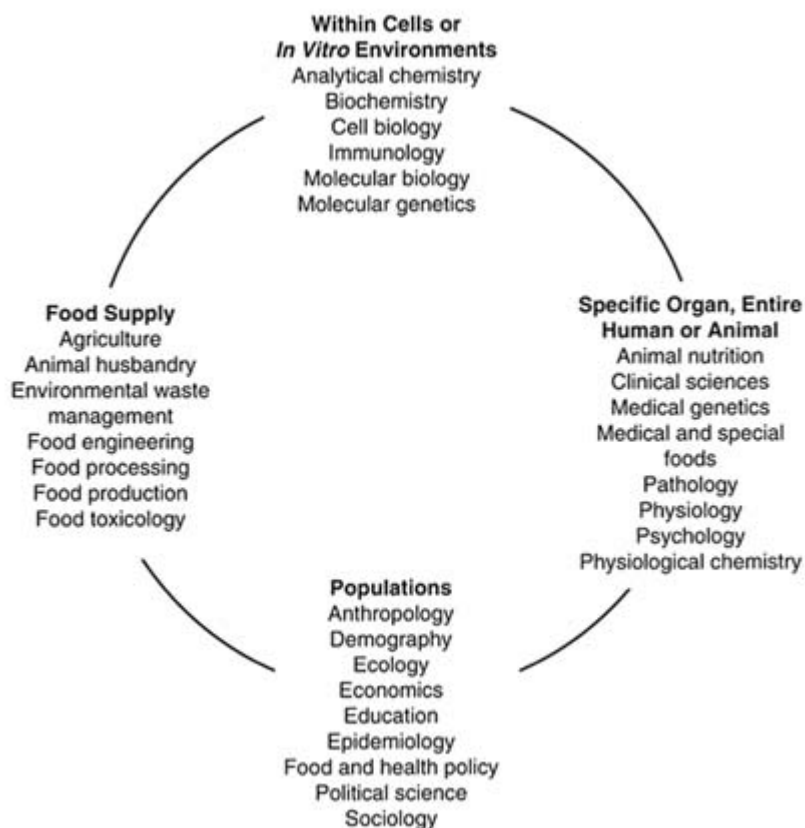 Within Cells or
In Vitro Environments
Analytical chemistry
Biochemistry
Cell biology
Immunology
Molecular biology
Molecular genetics
Food Supply
Agriculture
Animal husbandry
Environmental waste
management
Food engineering
Food processing
Food production
Food toxicology
Specific Organ, Entire
Human or Animal
Animal nutrition
Clinical sciences
Medical genetics
Medical and special
foods
Pathology
Physiology
Psychology
Physiological chemistry
Populations
Anthropology
Demography
Ecology
Economics
Education
Epidemiology
Food and health policy
Political science
Sociology